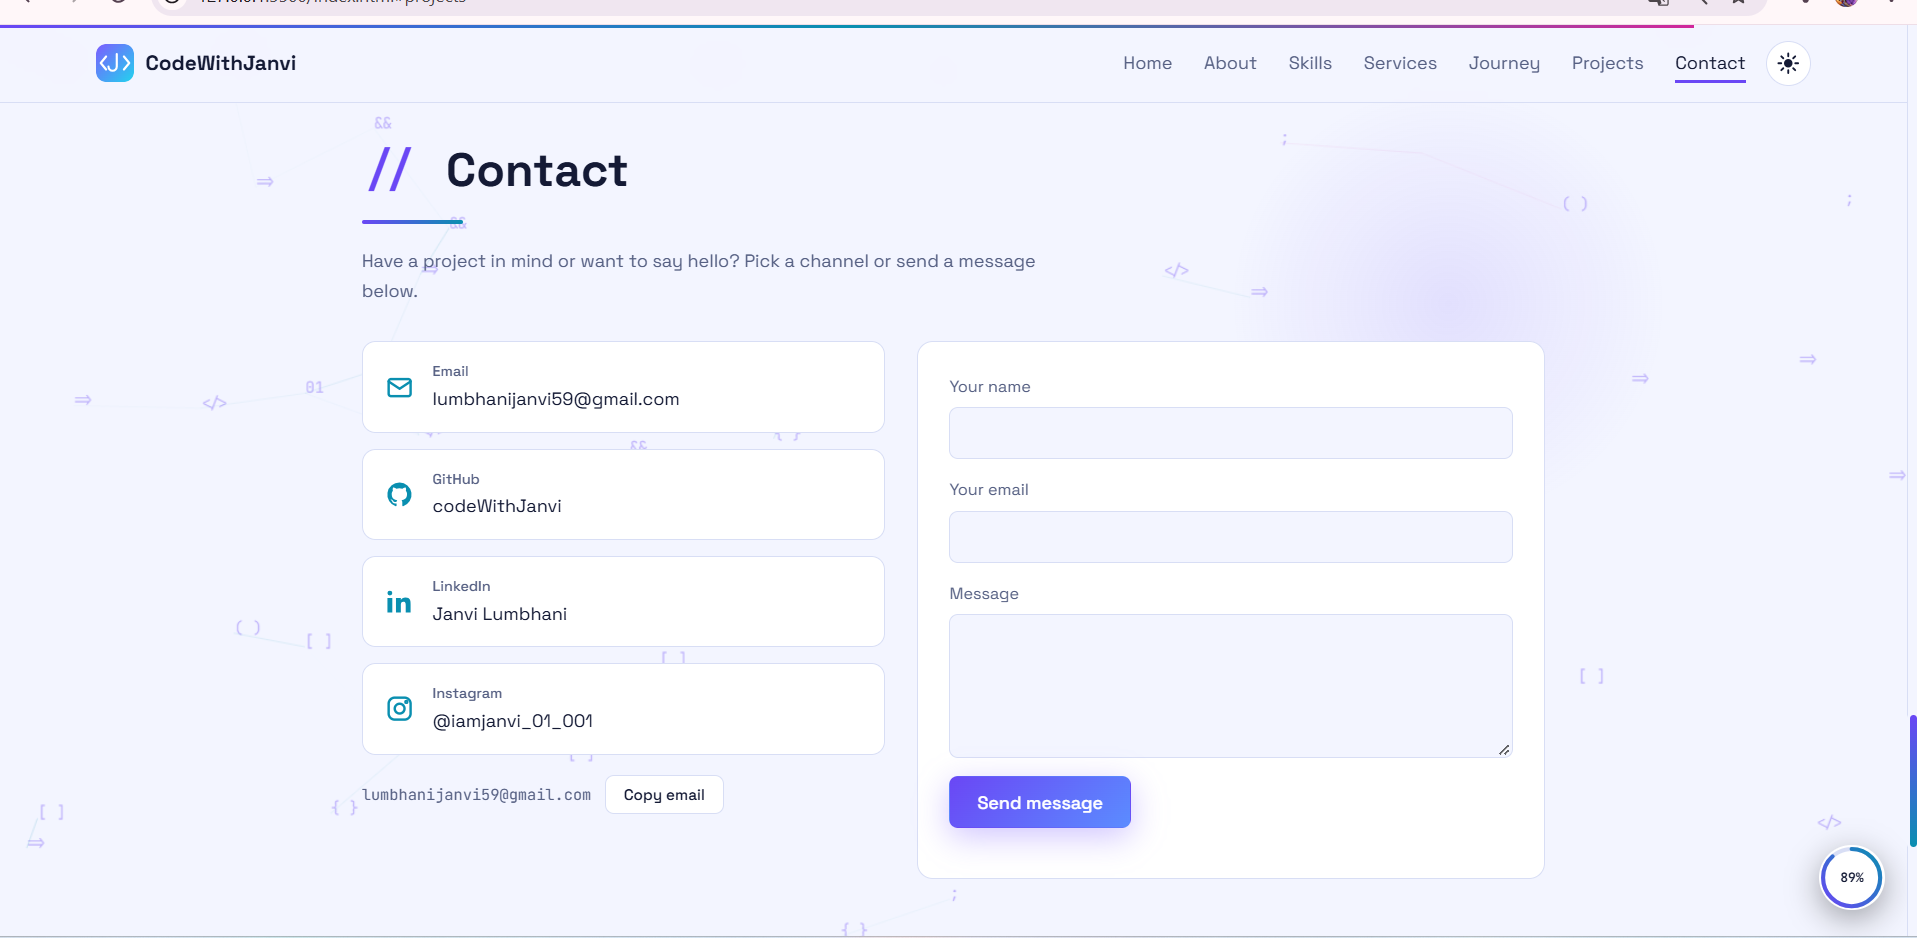 CodeWithJanvi
Home
About
Skills
Services
Journey
Projects
Contact
&&
// Contact
;
=>
( )
;
&&
Have a project in mind or want to say hello? Pick a channel or send a message
below.
=>
</>
=>
=>
=>
Email
lumbhanijanvi59@gmail.com
Your name
01
=>
</>
{ }
&&
GitHub
codeWithJanvi
Your email
=>
LinkedIn
Janvi Lumbhani
Message
( )
[ ]
[ ]
[ ]
Instagram
@iamjanvi_01_001
[ ]
lumbhanijanvi59@gmail.com
Copy email
Send message
{ }
[ ]
=>
</>
89%
;
{ }